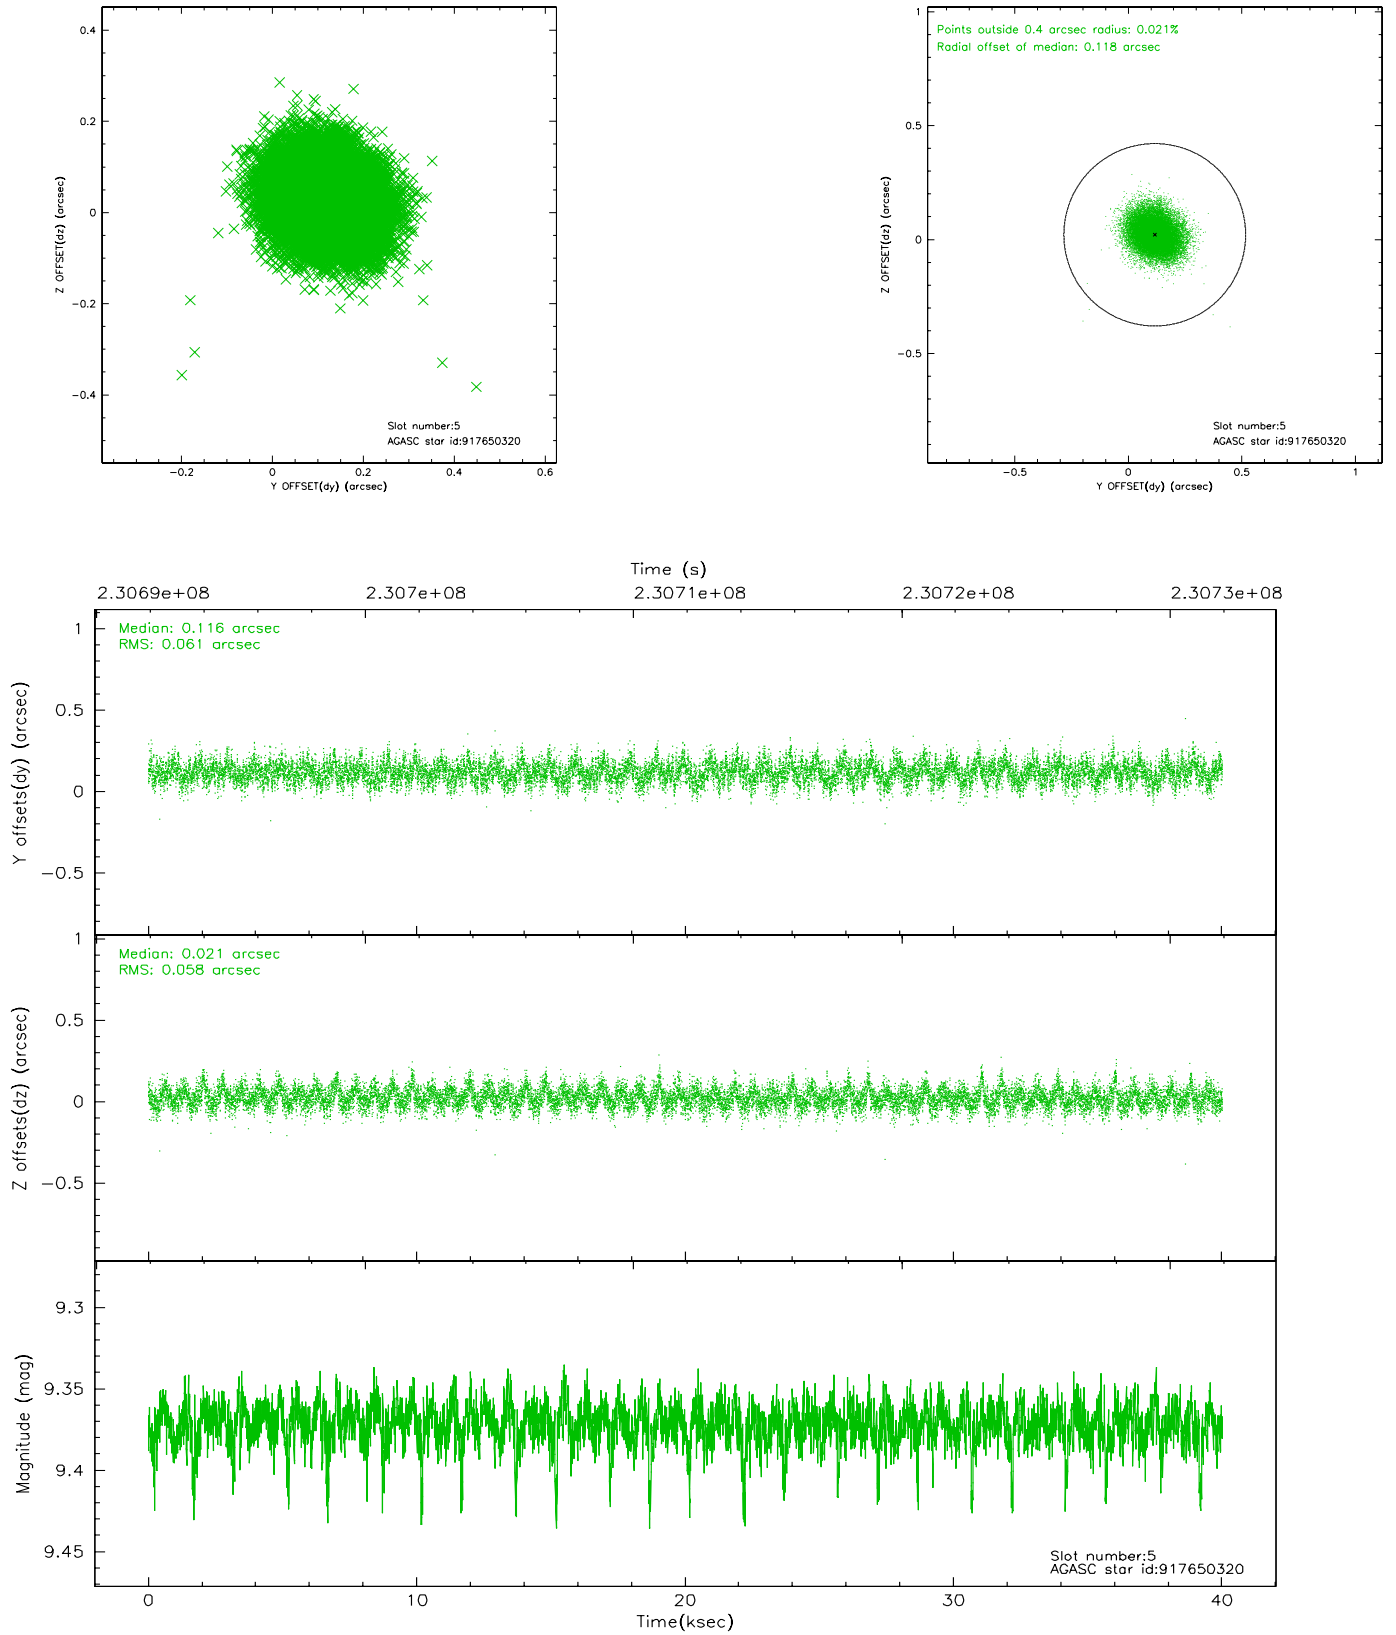 0.4
0.2
0
−0.2
−0.4
Z OFFSET(dz) (arcsec)
Slot number:5
AGASC star id:917650320
−0.2 0 0.2 0.4 0.6
Y OFFSET(dy) (arcsec)
Points outside 0.4 arcsec radius: 0.021%
Radial offset of median: 0.118 arcsec
1
0.5
0
−0.5
Z OFFSET(dz) (arcsec)
Slot number:5
AGASC star id:917650320
−0.5 0 0.5 1
Y OFFSET(dy) (arcsec)
Time (s)
2.3069e+08 2.307e+08 2.3071e+08 2.3072e+08 2.3073e+08
Median: 0.116 arcsec
RMS: 0.061 arcsec
1
0.5
0
−0.5
Y offsets(dy) (arcsec)
Median: 0.021 arcsec
RMS: 0.058 arcsec
1
0.5
0
−0.5
Z offsets(dz) (arcsec)
9.3
9.35
9.4
9.45
Magnitude (mag)
Slot number:5
AGASC star id:917650320
0 10 20 30 40
Time(ksec)